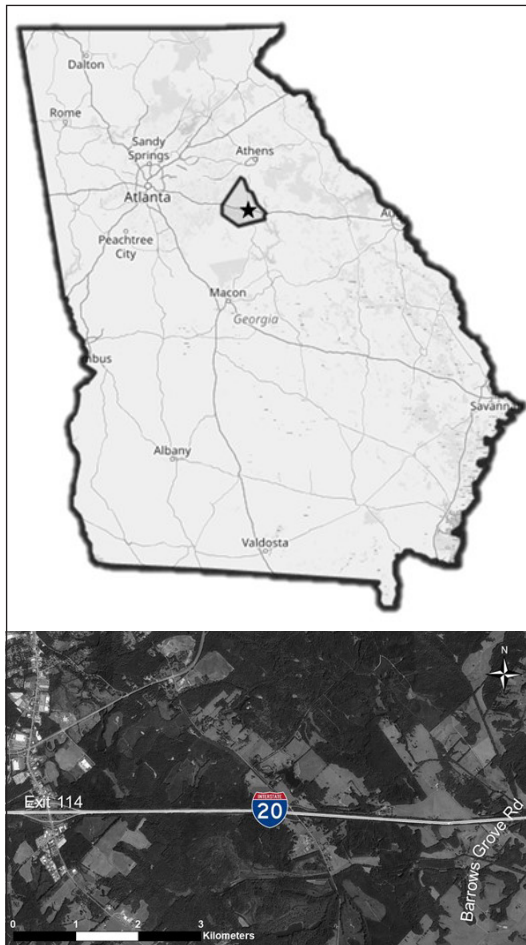 Dalton
Rome
Sandy
Springs
Athens
Atlanta
Peachtree
City
Macon
Georgia
Albany
Valdosta
N
Exit 114
INTERSTATE
20
Barrows Grove Rd
0 1 2 3
Kilometers